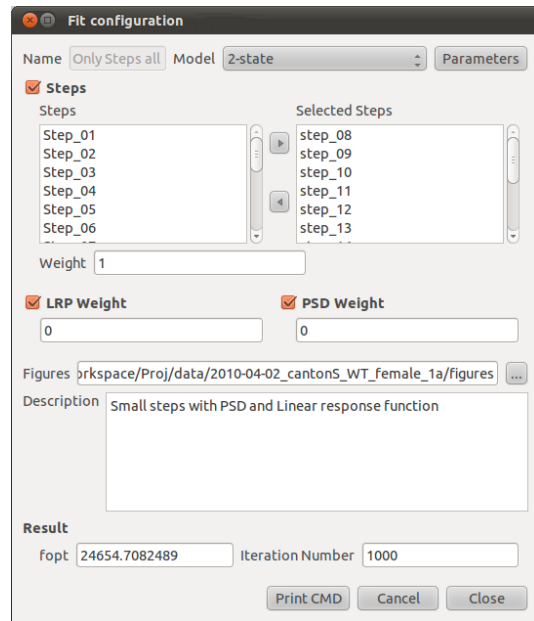 Fit configuration
Name Only Steps all Model 2-state Parameters
Steps
Steps
Selected Steps
Step_01
Step_02
Step_03
Step_04
Step_05
Step_06
step_08
step_09
step_10
step_11
step_12
step_13
Weight 1
LRP Weight
PSD Weight
0
0
Figures orkspace/Proj/data/2010-04-02_cantonS_WT_female_1a/figures ...
Description Small steps with PSD and Linear response function
Result
fopt 24654.7082489 Iteration Number 1000
Print CMD Cancel Close